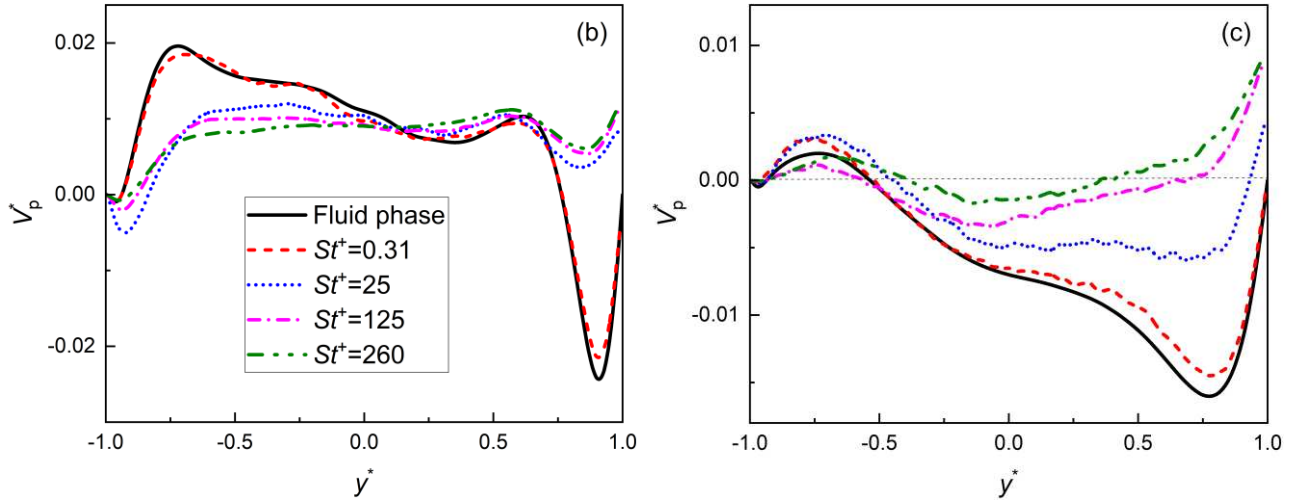 (b)
0.02
0.00
-0.02
V*p
Fluid phase
St+=0.31
St+=25
St+=125
St+=260
-1.0 -0.5 0.0 0.5 1.0
y*
(c)
0.01
0.00
-0.01
V*p
-1.0 -0.5 0.0 0.5 1.0
y*